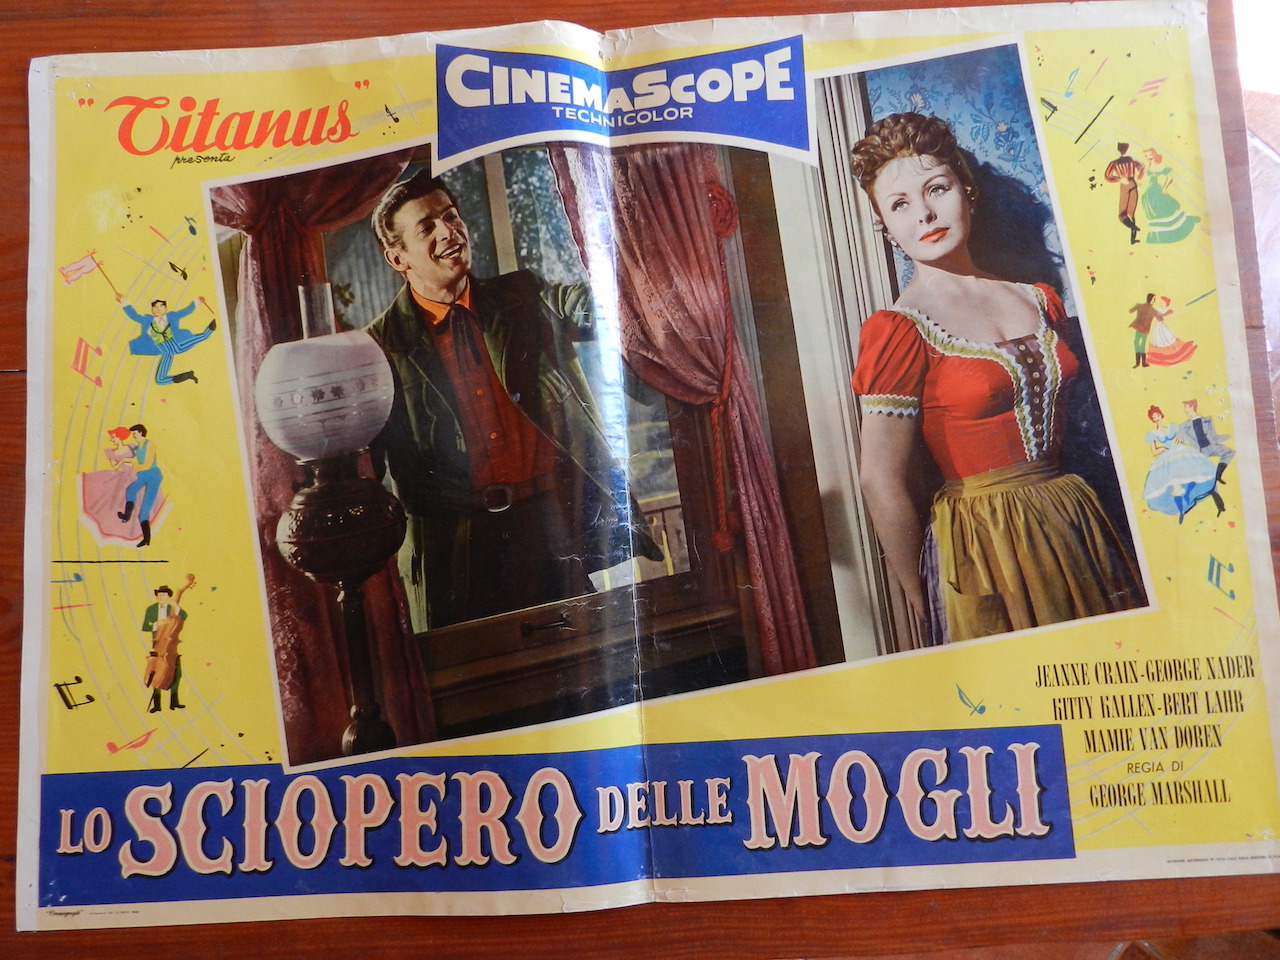 "Titanus"
presenta
CINEMASCOPE
TECHNICOLOR
JEANNE CRAIN-GEORGE NADER
KITTY KALLEN-BERT LAHR
MAMIE VAN DOREN
REGIA DI
GEORGE MARSHALL
LO SCIOPERO DELLE MOGLI